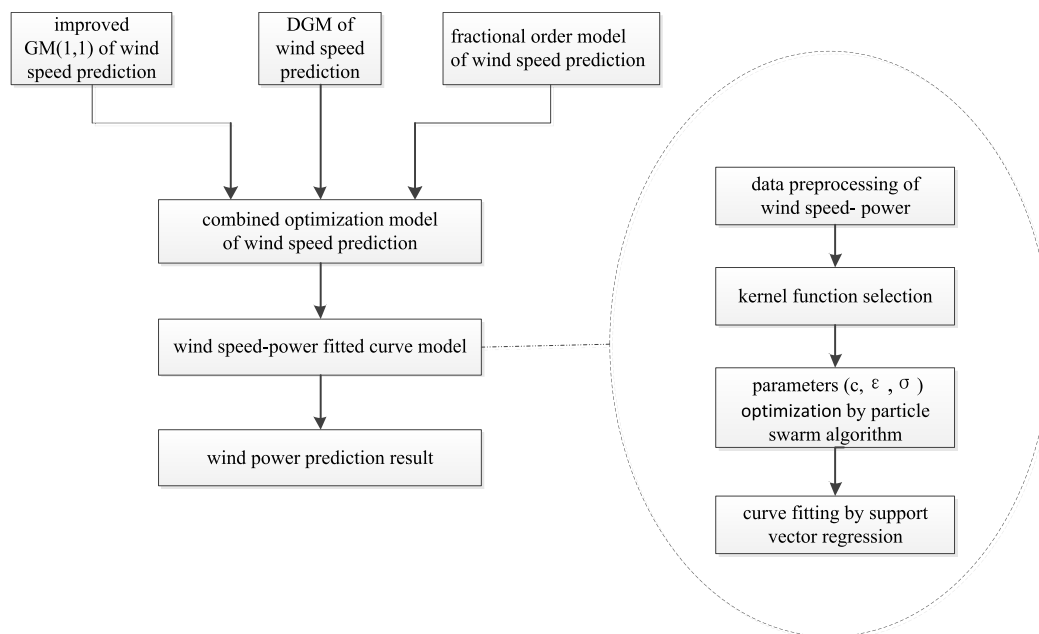 improved
GM(1,1) of wind
speed prediction
DGM of
wind speed
prediction
fractional order model
of wind speed prediction
combined optimization model
of wind speed prediction
wind speed-power fitted curve model
wind power prediction result
data preprocessing of
wind speed- power
kernel function selection
parameters (c, ε , σ )
optimization by particle
swarm algorithm
curve fitting by support
vector regression